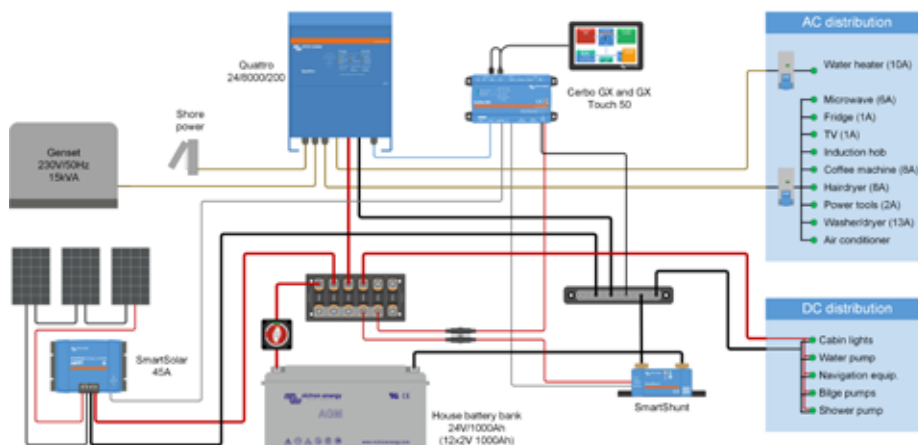 AC distribution
Water heater (10A)
Microwave (6A)
Fridge (1A)
TV (1A)
Induction hob
Coffee machine (8A)
Hairdryer (8A)
Power tools (2A)
Washer/dryer (13A)
Air conditioner
Quattro
24/8000/200
Cerbo GX and GX
Touch 50
Shore
power
Genset
230V/50Hz
15kVA
SmartSolar
45A
victron energy
AGM
House battery bank
24V/1000Ah
(12x2V 1000Ah)
SmartShunt
DC distribution
Cabin lights
Water pump
Navigation equip.
Bilge pumps
Shower pump